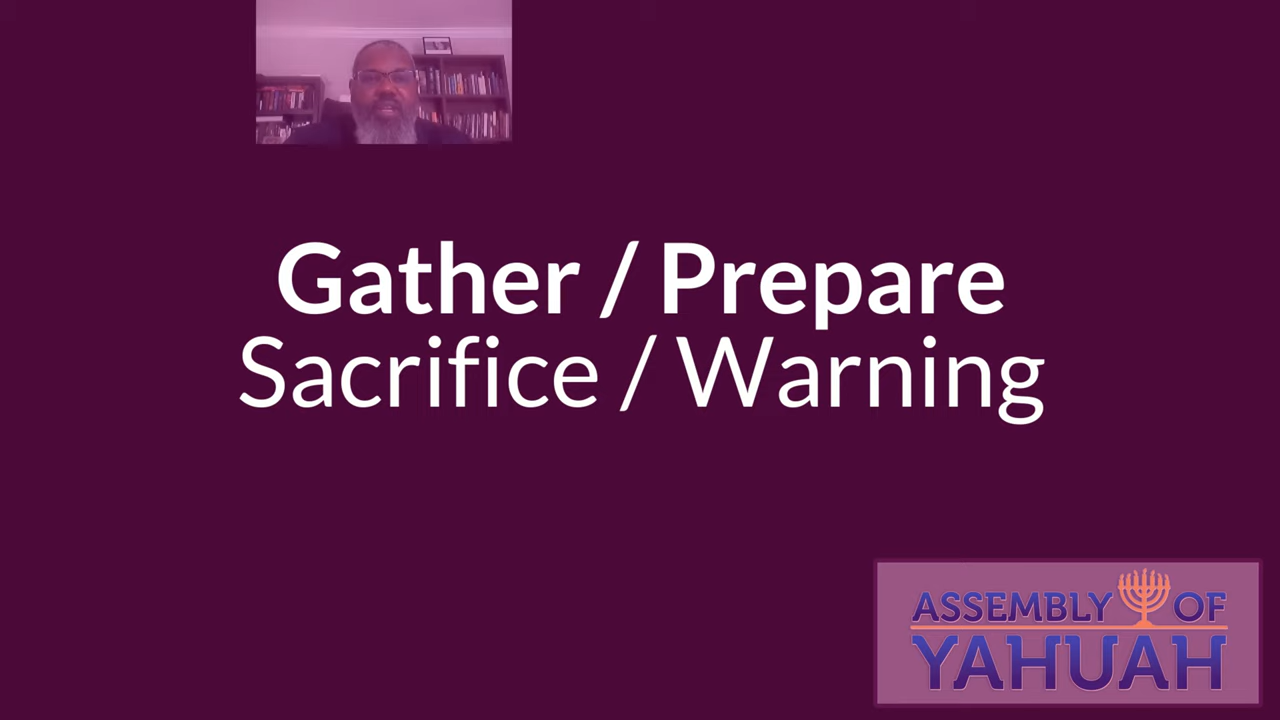 Gather / Prepare
Sacrifice / Warning
ASSEMBLY OF
YAHUAH